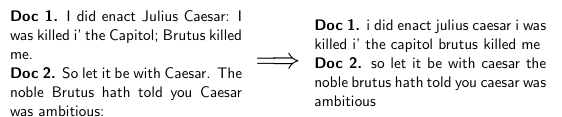 Doc 1. I did enact Julius Caesar: I
was killed i' the Capitol; Brutus killed
me.
Doc 2. So let it be with Caesar. The
noble Brutus hath told you Caesar
was ambitious:
Doc 1. i did enact julius caesar i was
killed i' the capitol brutus killed me
Doc 2. so let it be with caesar the
noble brutus hath told you caesar was
ambitious